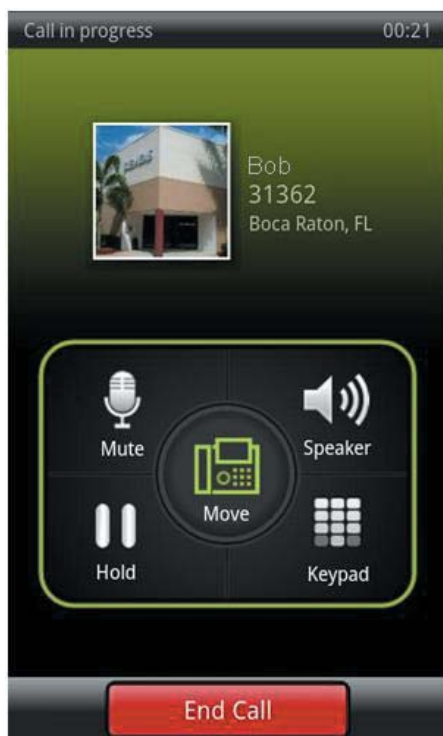 Call in progress 00:21
Bob
31362
Boca Raton, FL
Mute
Speaker
Move
Hold
Keypad
End Call